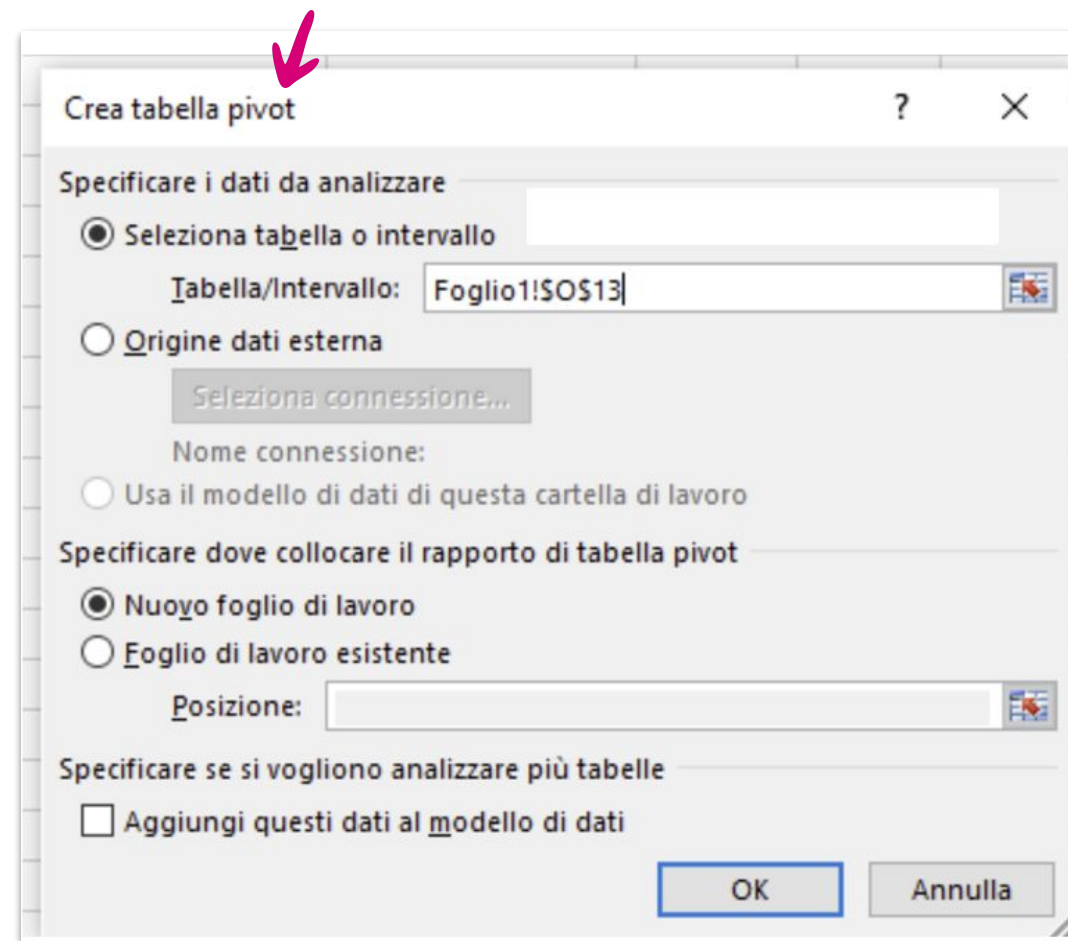 Crea tabella pivot ?
Specificare i dati da analizzare
Seleziona tabella o intervallo
Tabella/Intervallo: Foglio1!$O$13
Origine dati esterna
Seleziona connessione...
Nome connessione:
Usa il modello di dati di questa cartella di lavoro
Specificare dove collocare il rapporto di tabella pivot
Nuovo foglio di lavoro
Foglio di lavoro esistente
Posizione:
Specificare se si vogliono analizzare più tabelle
Aggiungi questi dati al modello di dati
OK Annulla